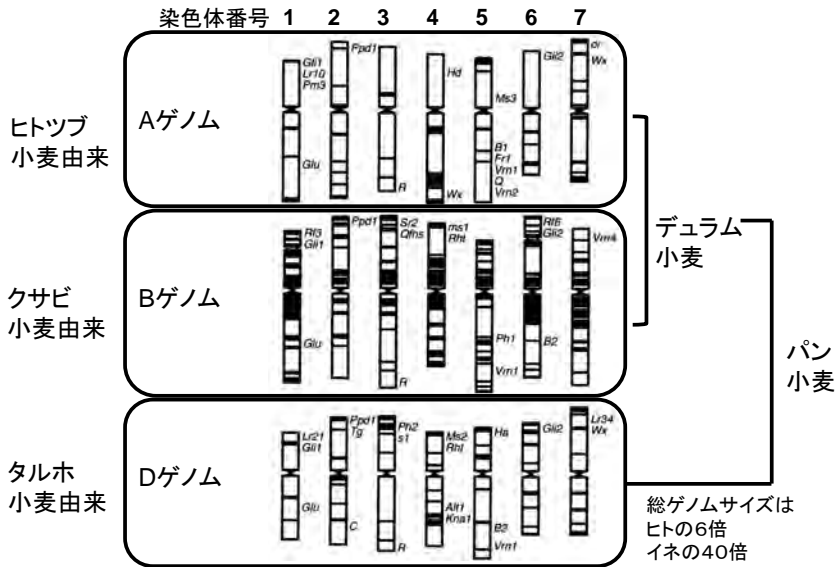 染色体番号 1 2 3 4 5 6 7
ヒトツブ
小麦由来
Aゲノム
Gli1
Lr10
Pm3
Glu
Ppd1
R
Hd
Wx
Ms3
B1
Fr1
Vrn1
Q
Vrn2
Gli2
Wx
クサビ
小麦由来
Bゲノム
Rf3
Gli1
Glu
Ppd1
Sr2
Qfhs
R
ms1
Rht
Ph1
Vrn1
Rf6
Gli2
B2
Vrn4
タルホ
小麦由来
Dゲノム
Lr21
Gli1
Glu
Ppd1
Tg
C
Ph2
s1
R
Ms2
Rht
Alt1
Kna1
Ha
Vrn1
Gli2
Lr34
Wx
デュラム
小麦
パン
小麦
総ゲノムサイズは
ヒトの6倍
イネの40倍